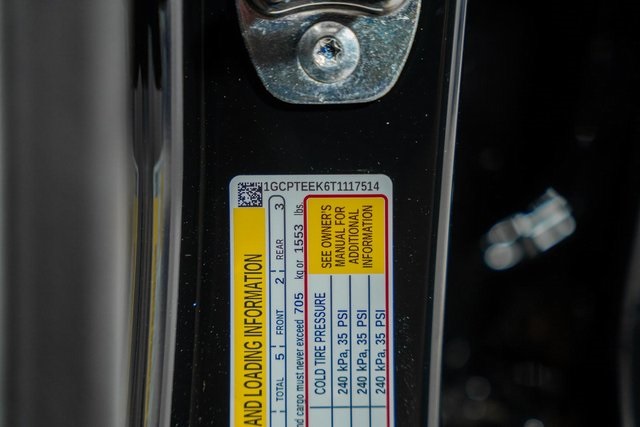 1GCPTEEK6T1117514
AND LOADING INFORMATION
TOTAL 5 FRONT 2 REAR 3
nd cargo must never exceed 705 kg or 1553 lbs.
SEE OWNER'S
MANUAL FOR
ADDITIONAL
INFORMATION
COLD TIRE PRESSURE
240 kPa, 35 PSI
240 kPa, 35 PSI
240 kPa, 35 PSI